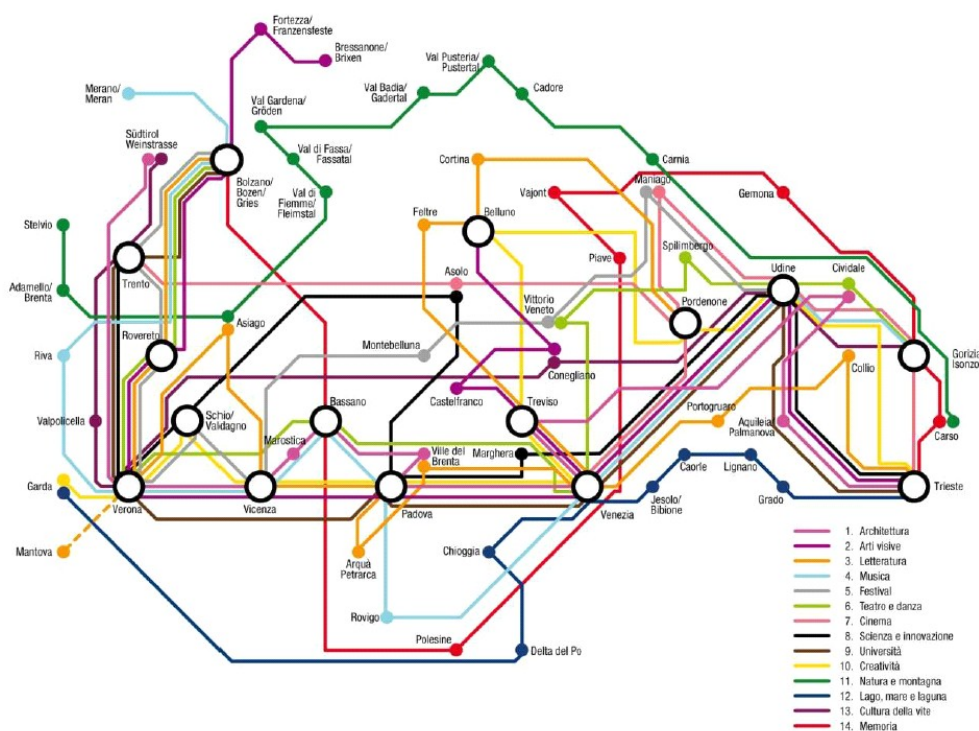 Fortezza/
Franzensfeste
Bressanone/
Brixen
Val Pusteria/
Pustertal
Merano/
Meran
Val Badia/
Gadertal
Cadore
Val Gardena/
Gröden
Südtirol
Weinstrasse
Val di Fassa/
Fassatal
Cortina
Carnia
Bolzano/
Bozen/
Gries
Maniago
Vajont
Gemona
Val di
Fiemme/
Fleimstal
Feltre
Belluno
Stelvio
Spilimbergo
Piave
Udine
Cividale
Trento
Asolo
Adamello/
Brenta
Vittorio
Veneto
Pordenone
Rovereto
Asiago
Riva
Montebelluna
Conegliano
Gorizia
Isonzo
Collio
Castelfranco
Treviso
Bassano
Schio/
Valdagno
Portogruaro
Valpolicella
Marostica
Aquileia
Palmanova
Carso
Ville del
Brenta
Marghera
Caorle
Lignano
Garda
Verona
Vicenza
Padova
Venezia
Jesolo/
Bibione
Grado
Trieste
Mantova
Arquà
Petrarca
Chioggia
Rovigo
Polesine
Delta del Po
1. Architettura
2. Arti visive
3. Letteratura
4. Musica
5. Festival
6. Teatro e danza
7. Cinema
8. Scienza e innovazione
9. Università
10. Creatività
11. Natura e montagna
12. Lago, mare e laguna
13. Cultura della vite
14. Memoria